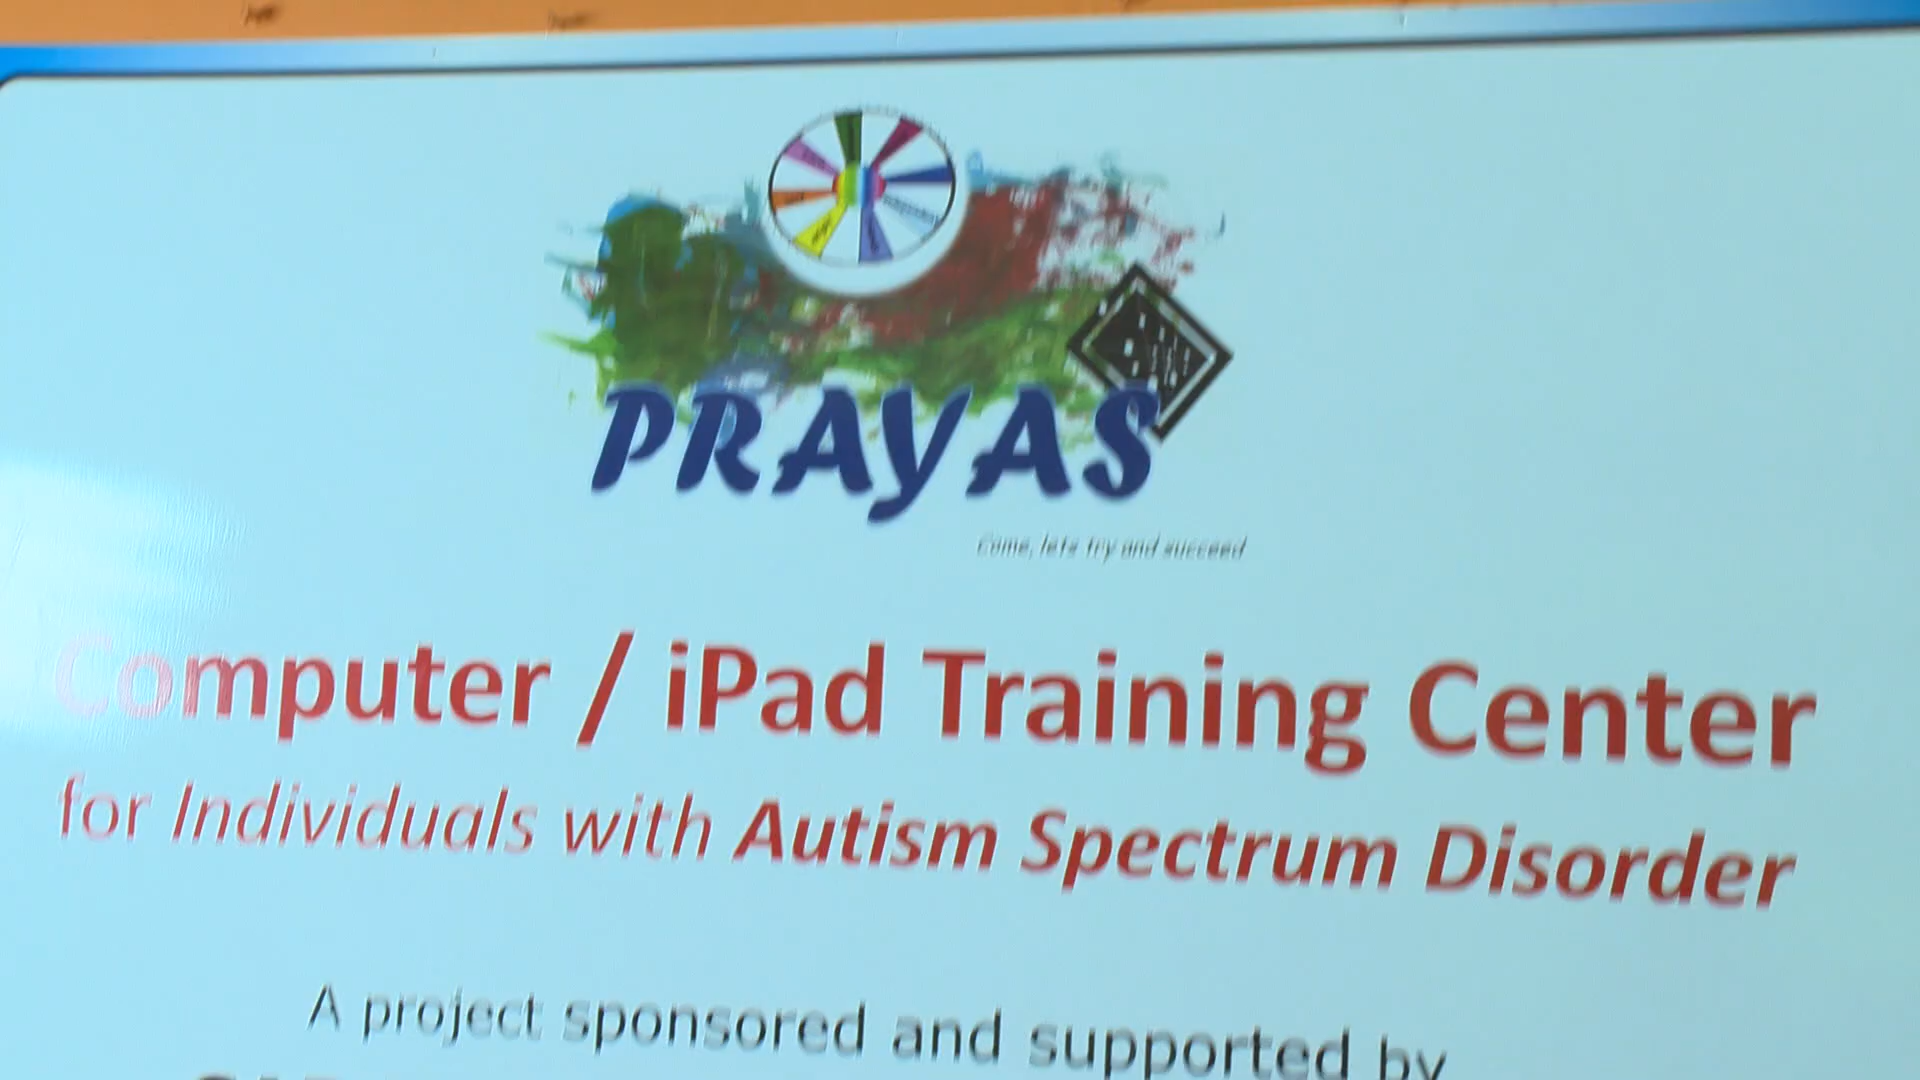 PRAYAS
Come, lets try and succeed
Computer / iPad Training Center
for Individuals with Autism Spectrum Disorder
A project sponsored and supported by